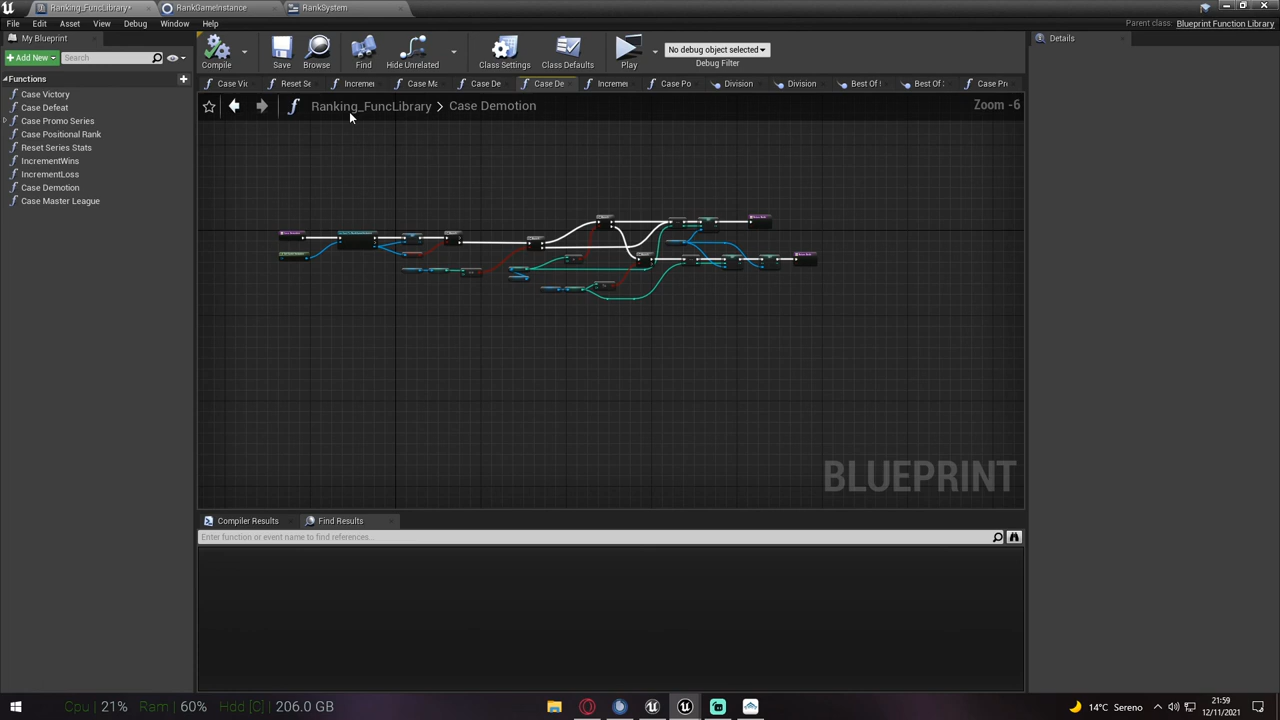 Ranking_FuncLibrary*
RankGameInstance
RankSystem
File Edit Asset View Debug Window Help
Parent class: Blueprint Function Library
My Blueprint
Add New
Search
Functions
Case Victory
Case Defeat
Case Promo Series
Case Positional Rank
Reset Series Stats
IncrementWins
IncrementLoss
Case Demotion
Case Master League
Compile
Save
Browse
Find
Hide Unrelated
Class Settings
Class Defaults
Play
No debug object selected
Debug Filter
Case Vic
Reset Se
Incremen
Case Ma
Case De
Case De
Incremen
Case Po
Division
Division
Best Of
Best Of
Case Pro
Ranking_FuncLibrary > Case Demotion
Zoom -6
BLUEPRINT
Compiler Results
Find Results
Enter function or event name to find references...
Details
Cpu | 21% Ram | 60% Hdd [C] | 206.0 GB
14°C Sereno
21:59
12/11/2021